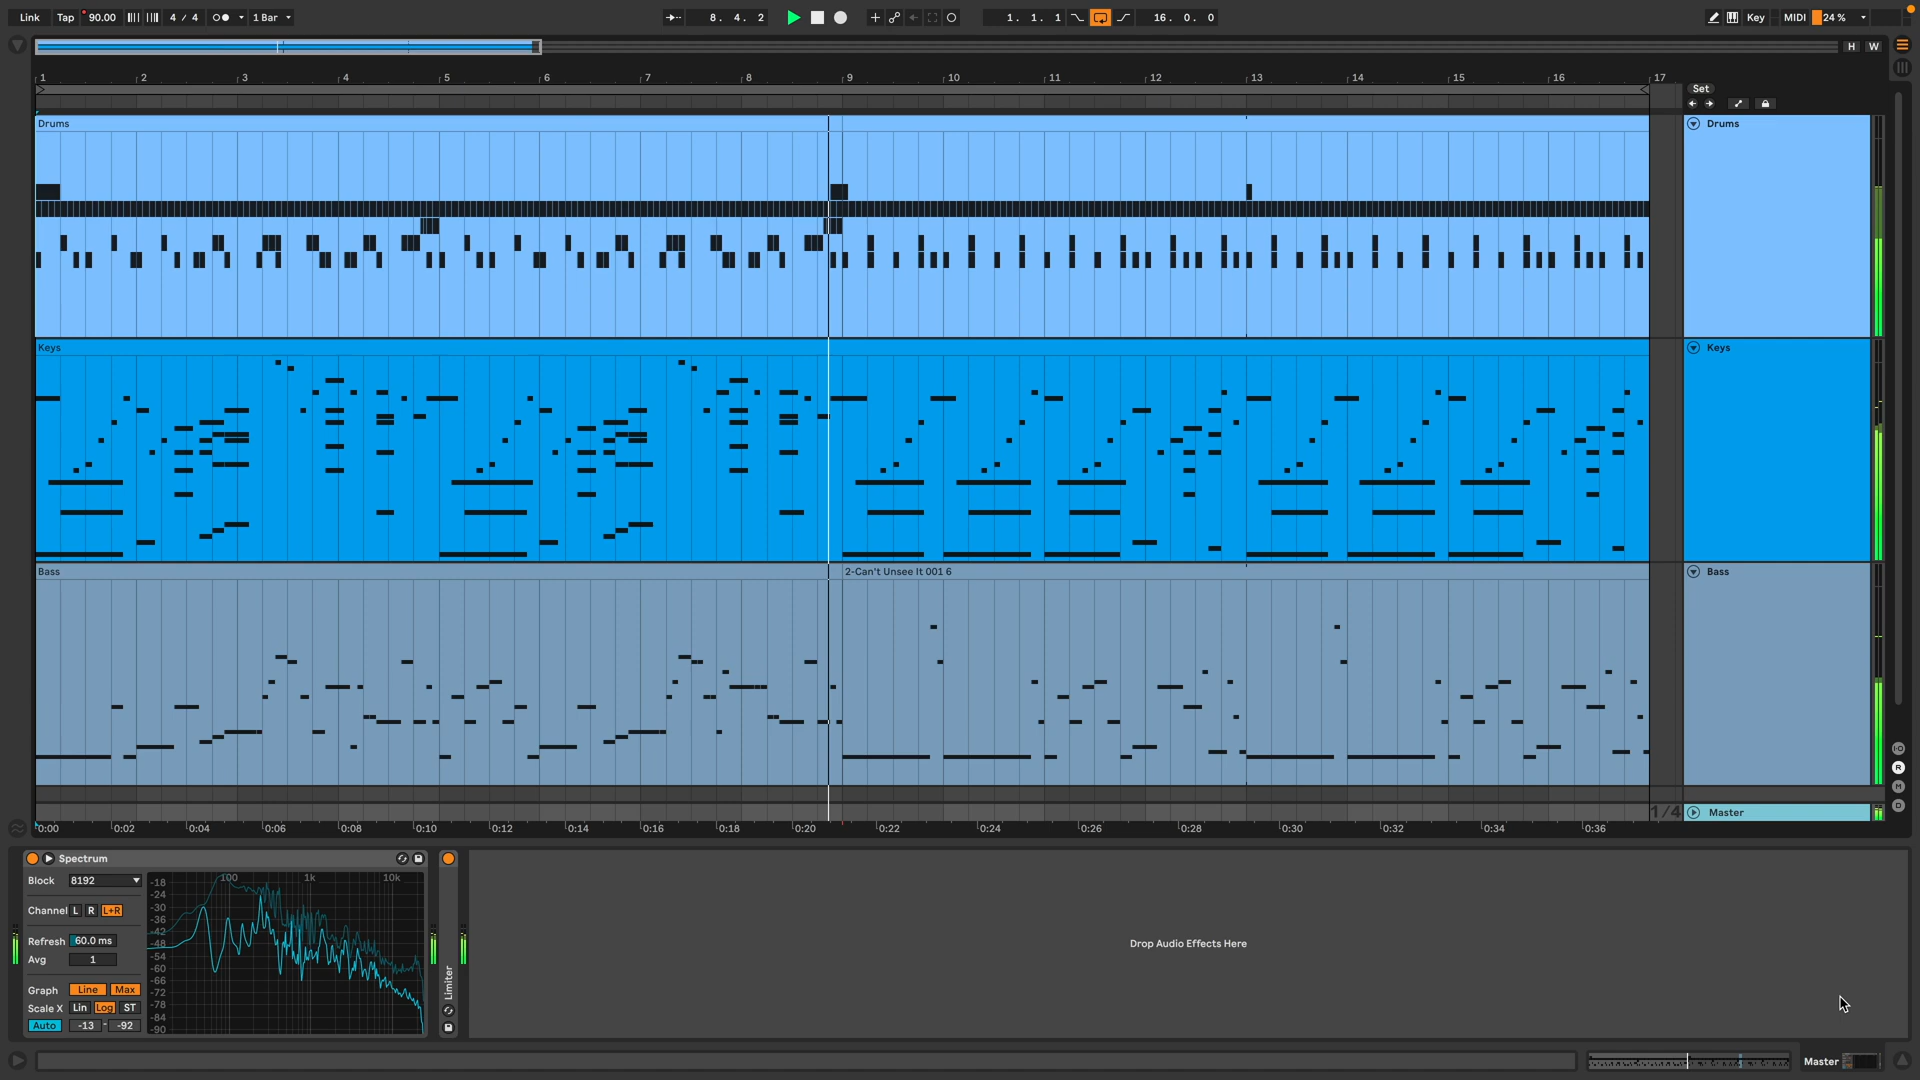 Link Tap 90.00 4 / 4 1 Bar 8. 4. 2 1. 1. 1 16. 0. 0 Key MIDI 24 %
H W
1 2 3 4 5 6 7 8 9 10 11 12 13 14 15 16 17
Set
Drums Drums
Keys Keys
Bass 2-Can't Unsee It 001 6 Bass
I·O
R
M
D
1/4 Master
0:00 0:02 0:04 0:06 0:08 0:10 0:12 0:14 0:16 0:18 0:20 0:22 0:24 0:26 0:28 0:30 0:32 0:34 0:36
Spectrum
Block 8192
Channel L R L+R
Refresh 60.0 ms
Avg 1
Graph Line Max
Scale X Lin Log ST
Auto -13 - -92
100 1k 10k
-18
-24
-30
-36
-42
-48
-54
-60
-66
-72
-78
-84
-90
Limiter
Drop Audio Effects Here
Master